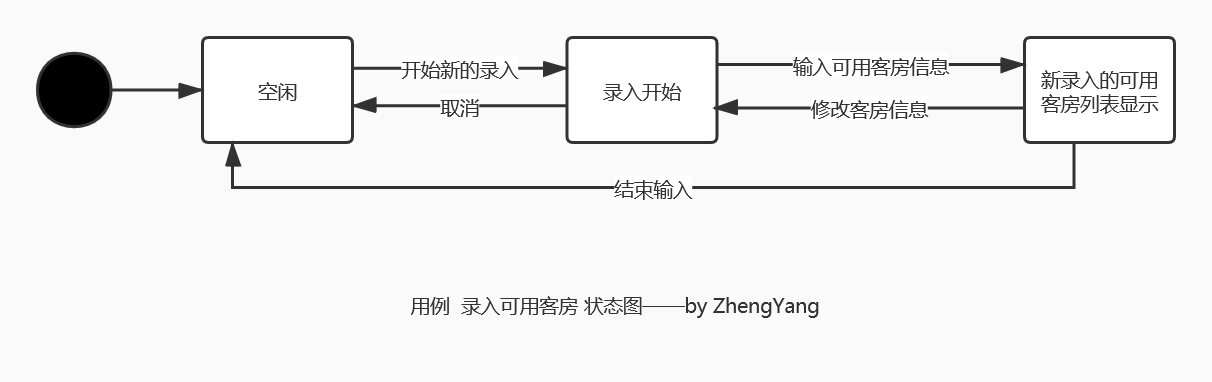 开始新的录入
输入可用客房信息
空闲
录入开始
新录入的可用
客房列表显示
取消
修改客房信息
结束输入
用例 录入可用客房 状态图——by ZhengYang